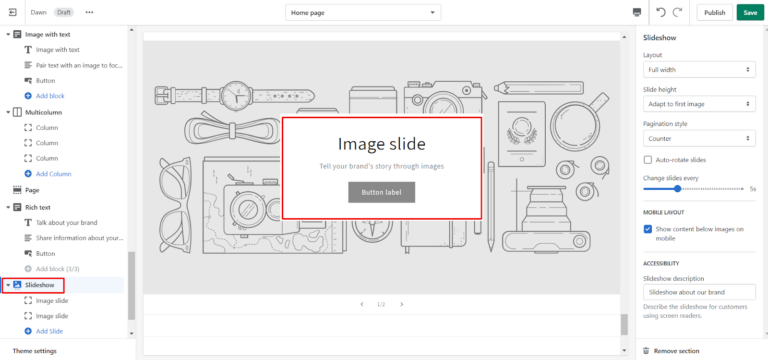 Dawn
Draft
Home page
Publish
Save
Image with text
Image with text
Pair text with an image to foc...
Button
Add block
Multicolumn
Column
Column
Column
Add Column
Page
Rich text
Talk about your brand
Share information about your...
Button
Add block (3/3)
Slideshow
Image slide
Image slide
Add Slide
Theme settings
Image slide
Tell your brand's story through images
Button label
1/2
Slideshow
Layout
Full width
Slide height
Adapt to first image
Pagination style
Counter
Auto-rotate slides
Change slides every
5s
MOBILE LAYOUT
Show content below images on
mobile
ACCESSIBILITY
Slideshow description
Slideshow about our brand
Describe the slideshow for customers
using screen readers.
Remove section